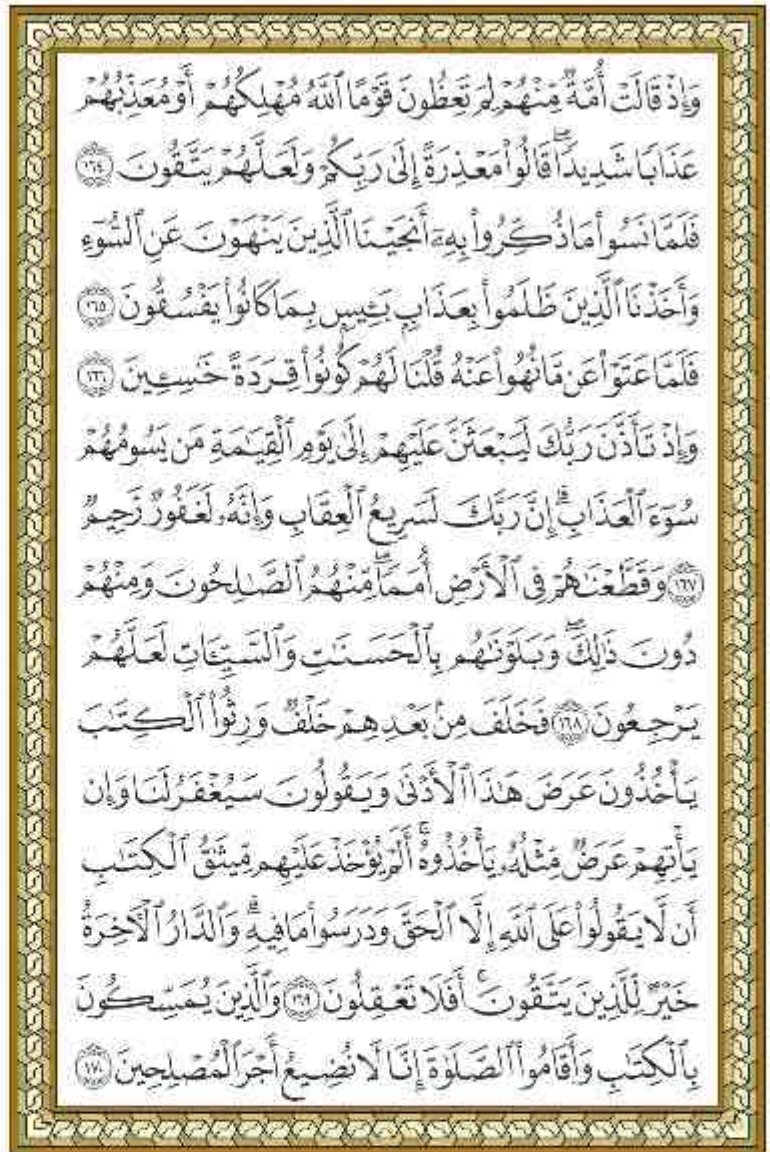 وَإِذْ قَالَتْ أُمَّةٌ مِّنْهُمْ لِمَ تَعِظُونَ قَوْمًا ٱللَّهُ مُهْلِكُهُمْ أَوْ مُعَذِّبُهُمْ
عَذَابًا شَدِيدًاۖ قَالُوا۟ مَعْذِرَةً إِلَىٰ رَبِّكُمْ وَلَعَلَّهُمْ يَتَّقُونَ ١٦٤
فَلَمَّا نَسُوا۟ مَا ذُكِّرُوا۟ بِهِۦٓ أَنجَيْنَا ٱلَّذِينَ يَنْهَوْنَ عَنِ ٱلسُّوٓءِ
وَأَخَذْنَا ٱلَّذِينَ ظَلَمُوا۟ بِعَذَابٍۭ بَـِٔيسٍۭ بِمَا كَانُوا۟ يَفْسُقُونَ ١٦٥
فَلَمَّا عَتَوْا۟ عَن مَّا نُهُوا۟ عَنْهُ قُلْنَا لَهُمْ كُونُوا۟ قِرَدَةً خَـٰسِـِٔينَ ١٦٦
وَإِذْ تَأَذَّنَ رَبُّكَ لَيَبْعَثَنَّ عَلَيْهِمْ إِلَىٰ يَوْمِ ٱلْقِيَـٰمَةِ مَن يَسُومُهُمْ
سُوٓءَ ٱلْعَذَابِۗ إِنَّ رَبَّكَ لَسَرِيعُ ٱلْعِقَابِ وَإِنَّهُۥ لَغَفُورٌ رَّحِيمٌ
١٦٧ وَقَطَّعْنَـٰهُمْ فِى ٱلْأَرْضِ أُمَمًاۖ مِّنْهُمُ ٱلصَّـٰلِحُونَ وَمِنْهُمْ
دُونَ ذَٰلِكَۖ وَبَلَوْنَـٰهُم بِٱلْحَسَنَـٰتِ وَٱلسَّيِّـَٔاتِ لَعَلَّهُمْ
يَرْجِعُونَ ١٦٨ فَخَلَفَ مِنۢ بَعْدِهِمْ خَلْفٌ وَرِثُوا۟ ٱلْكِتَـٰبَ
يَأْخُذُونَ عَرَضَ هَـٰذَا ٱلْأَدْنَىٰ وَيَقُولُونَ سَيُغْفَرُ لَنَا وَإِن
يَأْتِهِمْ عَرَضٌ مِّثْلُهُۥ يَأْخُذُوهُۚ أَلَمْ يُؤْخَذْ عَلَيْهِم مِّيثَـٰقُ ٱلْكِتَـٰبِ
أَن لَّا يَقُولُوا۟ عَلَى ٱللَّهِ إِلَّا ٱلْحَقَّ وَدَرَسُوا۟ مَا فِيهِۗ وَٱلدَّارُ ٱلْـَٔاخِرَةُ
خَيْرٌ لِّلَّذِينَ يَتَّقُونَۚ أَفَلَا تَعْقِلُونَ ١٦٩ وَٱلَّذِينَ يُمَسِّكُونَ
بِٱلْكِتَـٰبِ وَأَقَامُوا۟ ٱلصَّلَوٰةَ إِنَّا لَا نُضِيعُ أَجْرَ ٱلْمُصْلِحِينَ ١٧٠